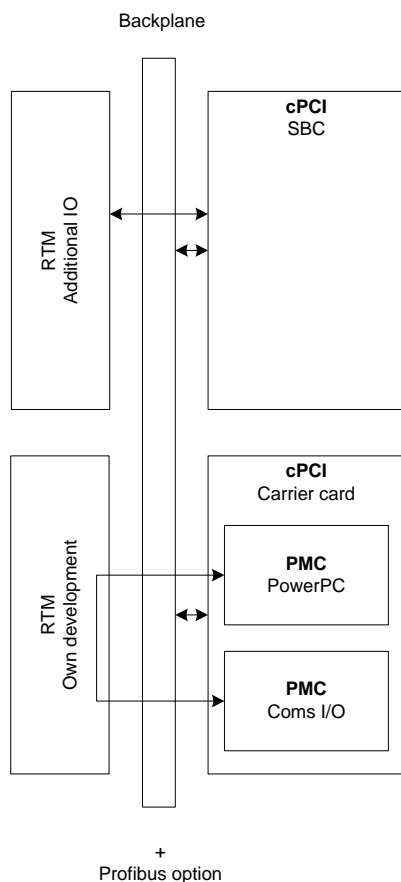 Backplane
cPCI
SBC
RTM
Additional IO
cPCI
Carrier card
RTM
Own development
PMC
PowerPC
PMC
Coms I/O
+
Profibus option